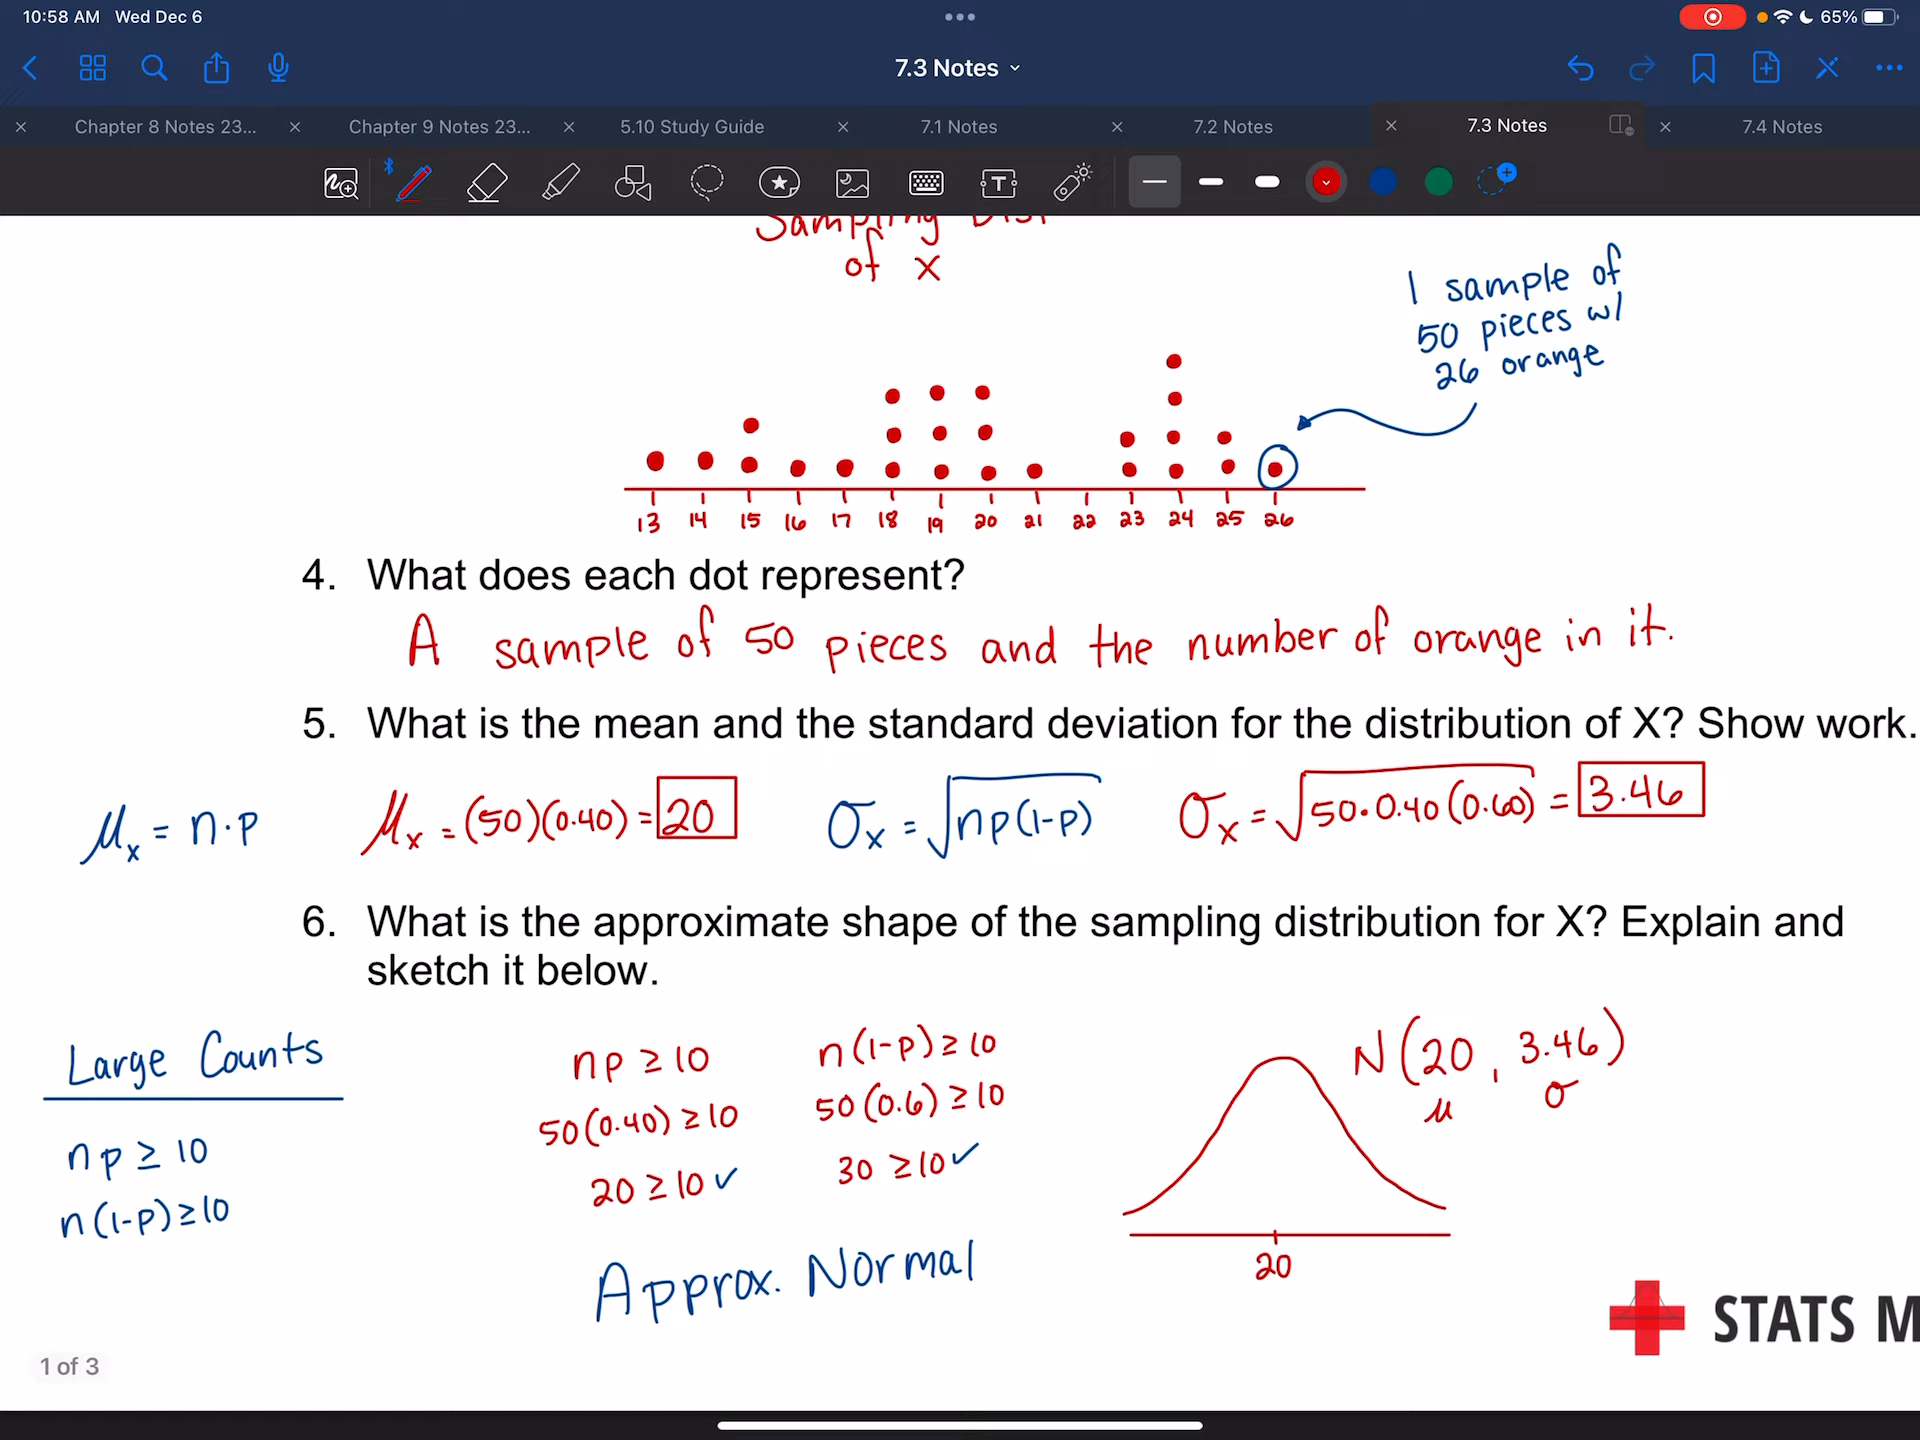 10:58 AM Wed Dec 6
65%
7.3 Notes
Chapter 8 Notes 23...
Chapter 9 Notes 23...
5.10 Study Guide
7.1 Notes
7.2 Notes
7.3 Notes
7.4 Notes
Sampling Dist
of X
1 sample of
50 pieces w/
26 orange
13 14 15 16 17 18 19 20 21 22 23 24 25 26
4. What does each dot represent?
A sample of 50 pieces and the number of orange in it.
5. What is the mean and the standard deviation for the distribution of X? Show work.
μₓ = n·p
μₓ = (50)(0.40) = 20
σₓ = √np(1-p)
σₓ = √50·0.40(0.60) = 3.46
6. What is the approximate shape of the sampling distribution for X? Explain and
sketch it below.
Large Counts
np ≥ 10
n(1-p) ≥ 10
np ≥ 10
50(0.40) ≥ 10
20 ≥ 10 ✓
n(1-p) ≥ 10
50(0.6) ≥ 10
30 ≥ 10 ✓
Approx. Normal
N(20, 3.46)
μ σ
20
STATS M
1 of 3